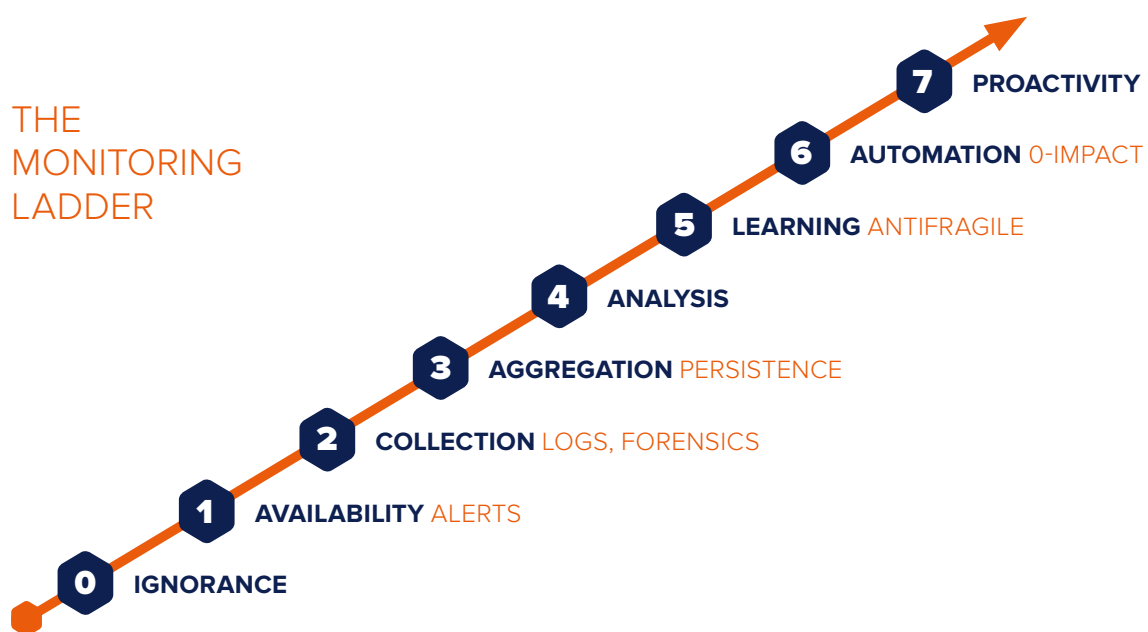 THE
MONITORING
LADDER
7 PROACTIVITY
6 AUTOMATION 0-IMPACT
5 LEARNING ANTIFRAGILE
4 ANALYSIS
3 AGGREGATION PERSISTENCE
2 COLLECTION LOGS, FORENSICS
1 AVAILABILITY ALERTS
0 IGNORANCE